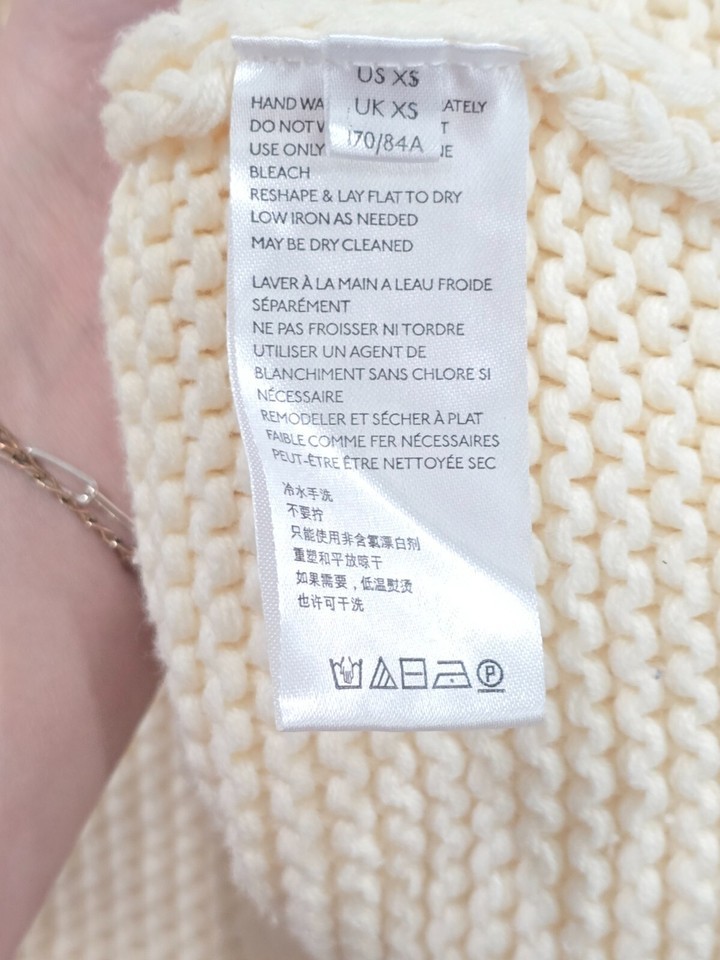 US XS
UK XS
170/84A
HAND WA ATELY
DO NOT T
USE ONLY NE
BLEACH
RESHAPE & LAY FLAT TO DRY
LOW IRON AS NEEDED
MAY BE DRY CLEANED
LAVER À LA MAIN A LEAU FROIDE
SÉPARÉMENT
NE PAS FROISSER NI TORDRE
UTILISER UN AGENT DE
BLANCHIMENT SANS CHLORE SI
NÉCESSAIRE
REMODELER ET SÉCHER À PLAT
FAIBLE COMME FER NÉCESSAIRES
PEUT-ÊTRE ÊTRE NETTOYÉE SEC
冷水手洗
不要拧
只能使用非含氯漂白剂
重塑和平放晾干
如果需要，低温熨烫
也许可干洗
P